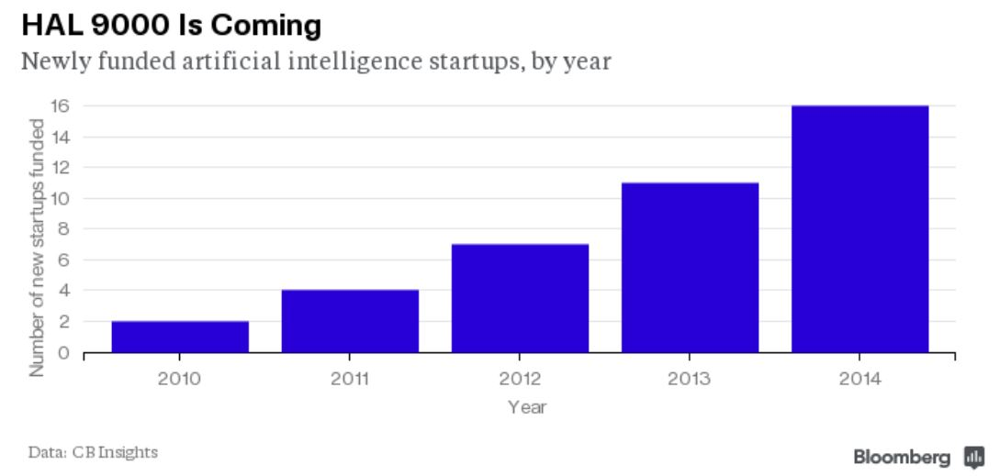 HAL 9000 Is Coming
Newly funded artificial intelligence startups, by year
Number of new startups funded
16
14
12
10
8
6
4
2
0
2010 2011 2012 2013 2014
Year
Data: CB Insights
Bloomberg